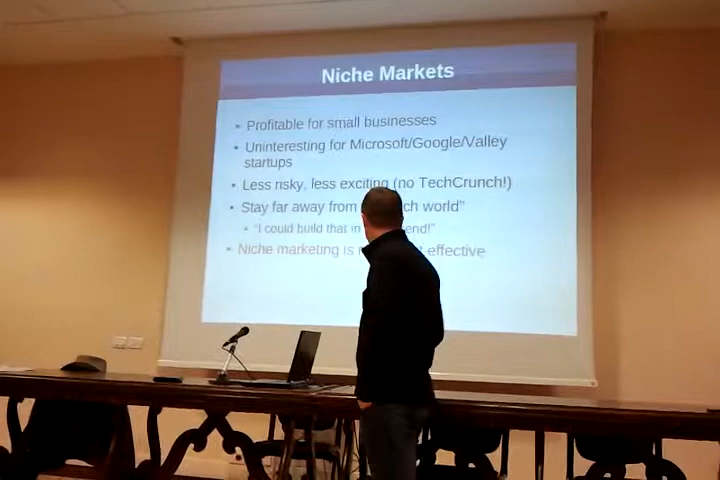 Niche Markets
Profitable for small businesses
Uninteresting for Microsoft/Google/Valley
startups
Less risky, less exciting (no TechCrunch!)
Stay far away from world"
"I could build that in
Niche marketing is effective